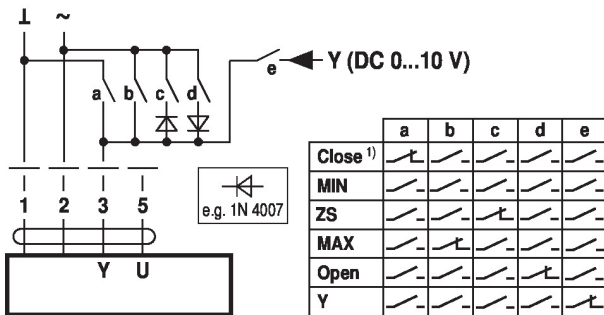 ⊥ ~
e Y (DC 0...10 V)
a b c d
1 2 3 5
e.g. 1N 4007
Y U
a b c d e
Close 1)
MIN
ZS
MAX
Open
Y